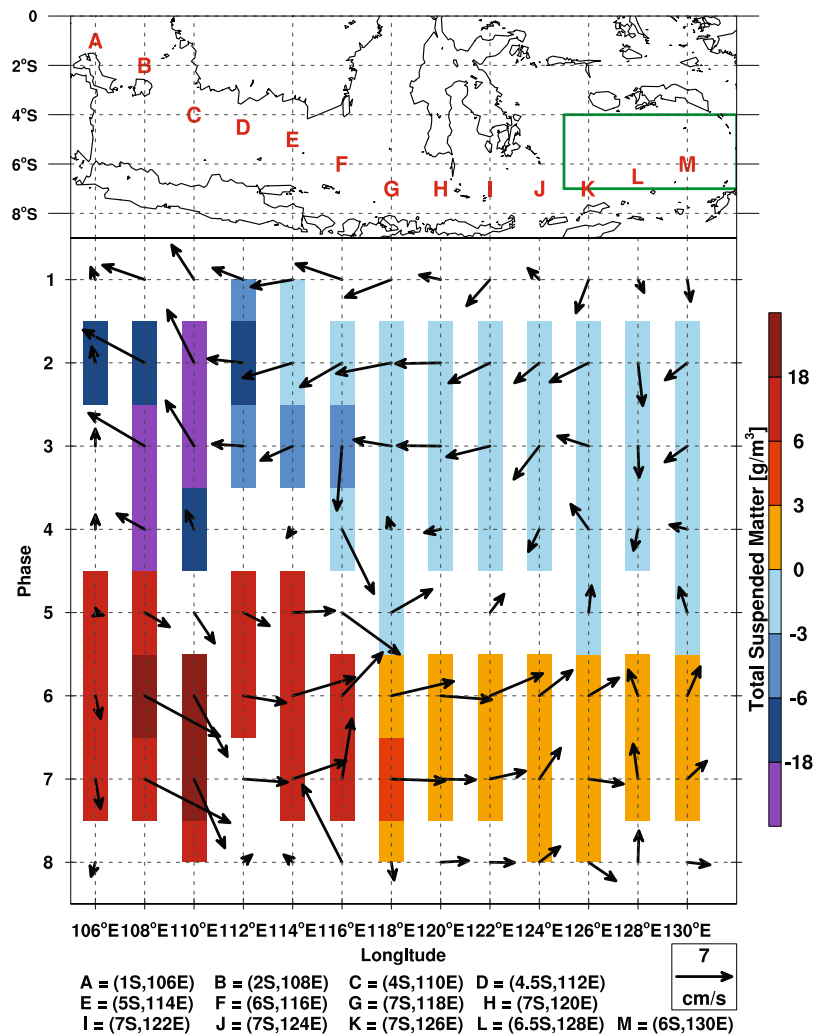 0
A
2°S
B
4°S
C
D
E
6°S
F
M
L
G H I J K
8°S
1
2
3
4
5
6
7
8
Phase
18
6
3
0
-3
-6
-18
Total Suspended Matter [g/m³]
106°E 108°E 110°E 112°E 114°E 116°E 118°E 120°E 122°E 124°E 126°E 128°E 130°E
Longlitude
7
cm/s
A = (1S,106E) B = (2S,108E) C = (4S,110E) D = (4.5S,112E)
E = (5S,114E) F = (6S,116E) G = (7S,118E) H = (7S,120E)
I = (7S,122E) J = (7S,124E) K = (7S,126E) L = (6.5S,128E) M = (6S,130E)